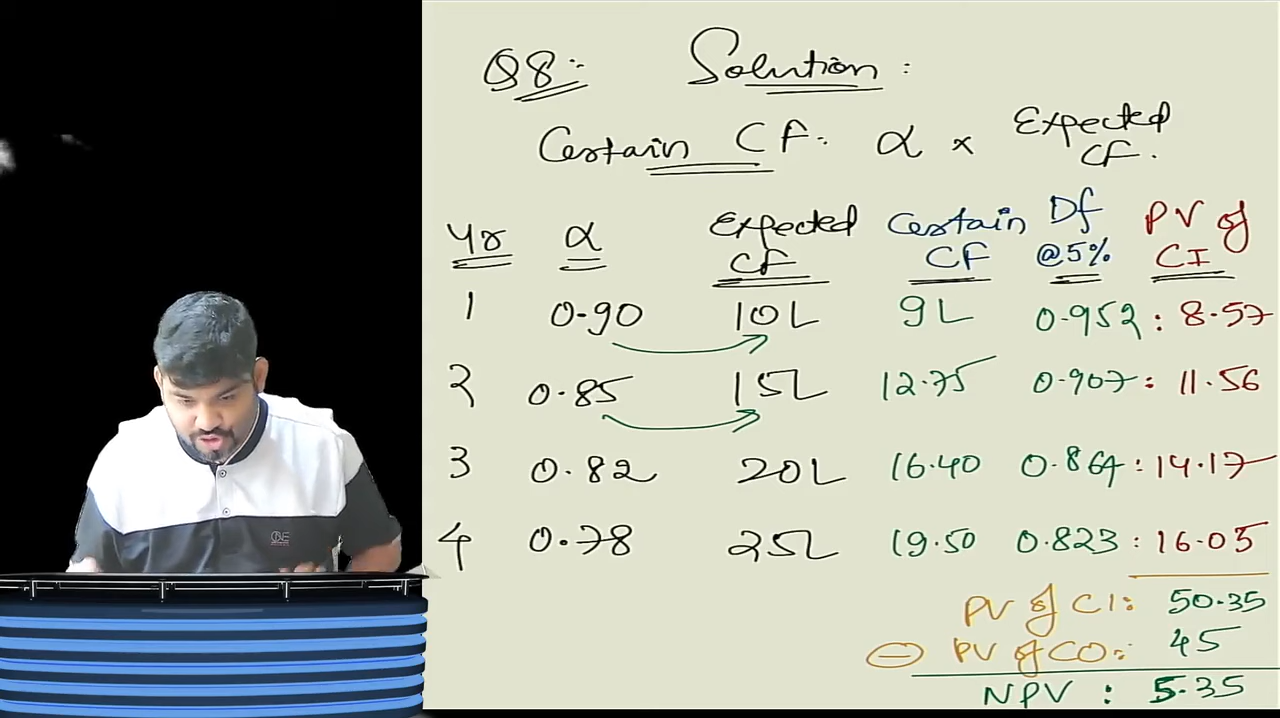 Q8: Solution:
Certain CF: α × Expected CF.
Yr α Expected CF Certain CF Df @5% PV of CI
1 0.90 10L 9L 0.952 : 8.57
2 0.85 15L 12.75 0.907 : 11.56
3 0.82 20L 16.40 0.864 : 14.17
4 0.78 25L 19.50 0.823 : 16.05
PV of CI: 50.35
⊖ PV of CO: 45
NPV : 5.35